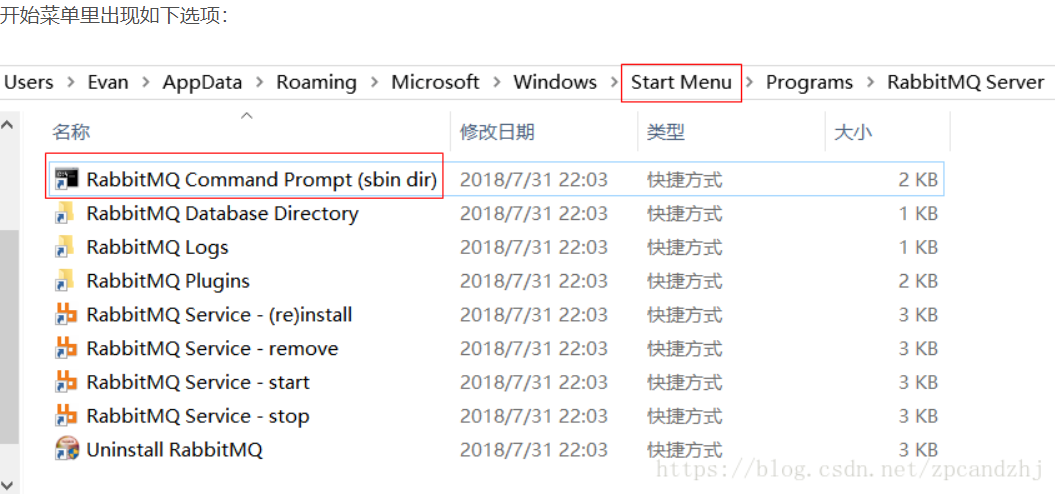 开始菜单里出现如下选项:
Users > Evan > AppData > Roaming > Microsoft > Windows > Start Menu > Programs > RabbitMQ Server
名称 修改日期 类型 大小
RabbitMQ Command Prompt (sbin dir) 2018/7/31 22:03 快捷方式 2 KB
RabbitMQ Database Directory 2018/7/31 22:03 快捷方式 1 KB
RabbitMQ Logs 2018/7/31 22:03 快捷方式 1 KB
RabbitMQ Plugins 2018/7/31 22:03 快捷方式 2 KB
RabbitMQ Service - (re)install 2018/7/31 22:03 快捷方式 3 KB
RabbitMQ Service - remove 2018/7/31 22:03 快捷方式 3 KB
RabbitMQ Service - start 2018/7/31 22:03 快捷方式 3 KB
RabbitMQ Service - stop 2018/7/31 22:03 快捷方式 3 KB
Uninstall RabbitMQ 2018/7/31 22:03 快捷方式 3 KB
https://blog.csdn.net/zpcandzhj